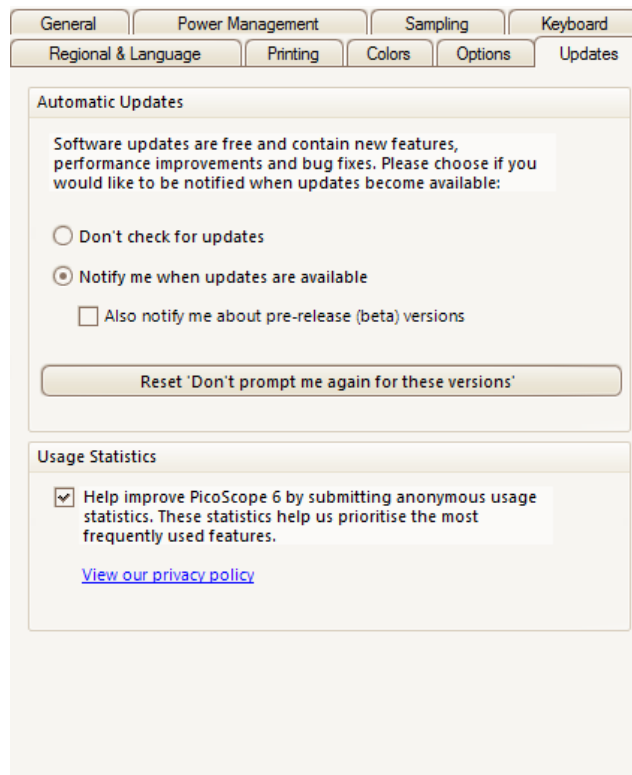 General Power Management Sampling Keyboard
Regional & Language Printing Colors Options Updates
Automatic Updates
Software updates are free and contain new features,
performance improvements and bug fixes. Please choose if you
would like to be notified when updates become available:
Don't check for updates
Notify me when updates are available
Also notify me about pre-release (beta) versions
Reset 'Don't prompt me again for these versions'
Usage Statistics
Help improve PicoScope 6 by submitting anonymous usage
statistics. These statistics help us prioritise the most
frequently used features.
View our privacy policy